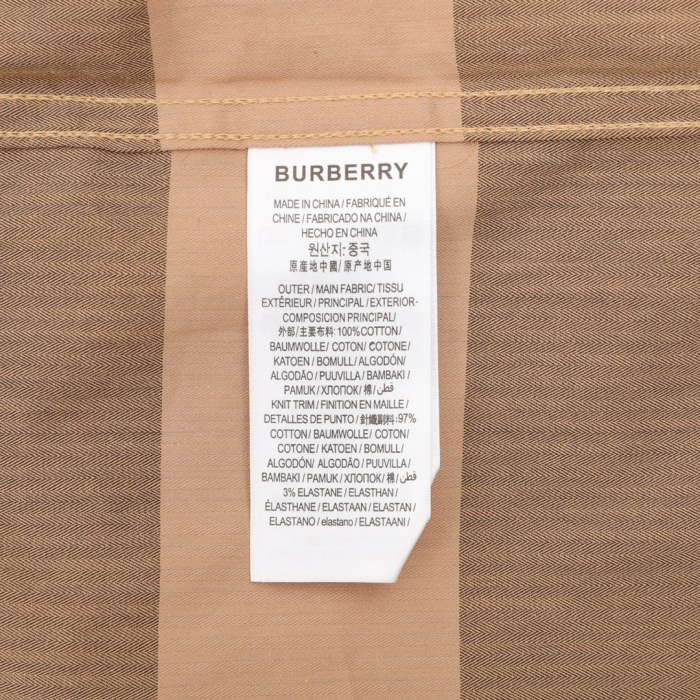 BURBERRY
MADE IN CHINA / FABRIQUÉ EN
CHINE / FABRICADO NA CHINA /
HECHO EN CHINA
원산지: 중국
原産地中國/原产地中国
OUTER / MAIN FABRIC/ TISSU
EXTÉRIEUR / PRINCIPAL / EXTERIOR-
COMPOSICION PRINCIPAL/
外部/主要布料: 100%COTTON /
BAUMWOLLE/ COTON/ COTONE/
KATOEN / BOMULL/ ALGODÓN/
ALGODÃO / PUUVILLA/ BAMBAKI /
PAMUK / ХЛОПОК/ 棉/ قطن
KNIT TRIM / FINITION EN MAILLE /
DETALLES DE PUNTO / 針織副料 :97%
COTTON / BAUMWOLLE / COTON/
COTONE / KATOEN / BOMULL/
ALGODÓN/ ALGODÃO / PUUVILLA /
BAMBAKI / PAMUK / ХЛОПОК/ 棉/ قطن
3% ELASTANE / ELASTHAN /
ÉLASTHANE / ELASTAAN / ELASTAN /
ELASTANO / elastano / ELASTAANI /